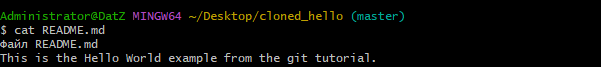 Administrator@DatZ MINGW64 ~/Desktop/cloned_hello (master)
$ cat README.md
Файл README.md
This is the Hello World example from the git tutorial.